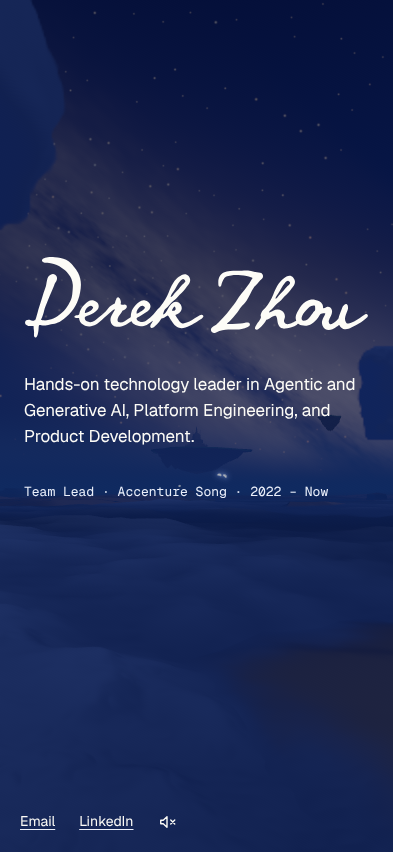 Derek Zhou
Hands-on technology leader in Agentic and
Generative AI, Platform Engineering, and
Product Development.
Team Lead · Accenture Song · 2022 – Now
Email LinkedIn